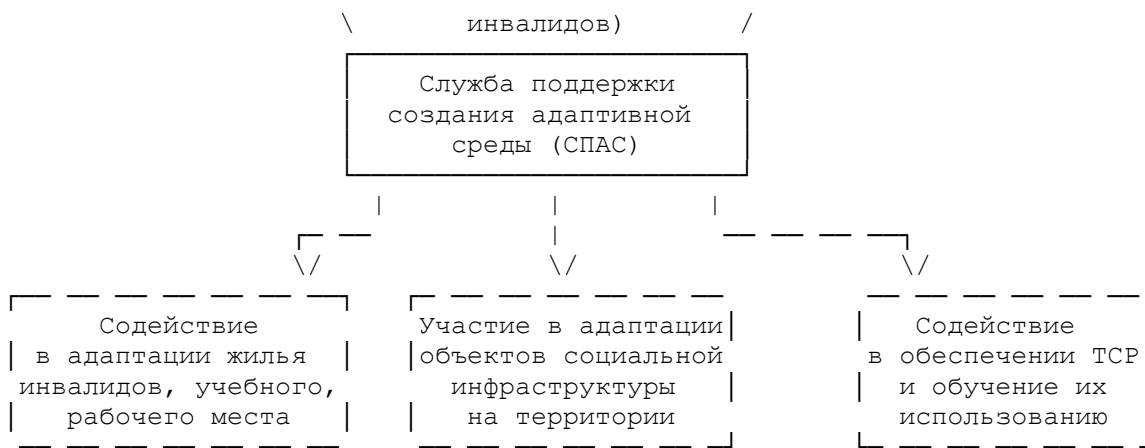 инвалидов)
Служба поддержки
создания адаптивной
среды (СПАС)
Содействие
в адаптации жилья
инвалидов, учебного,
рабочего места
Участие в адаптации
объектов социальной
инфраструктуры
на территории
Содействие
в обеспечении ТСР
и обучение их
использованию